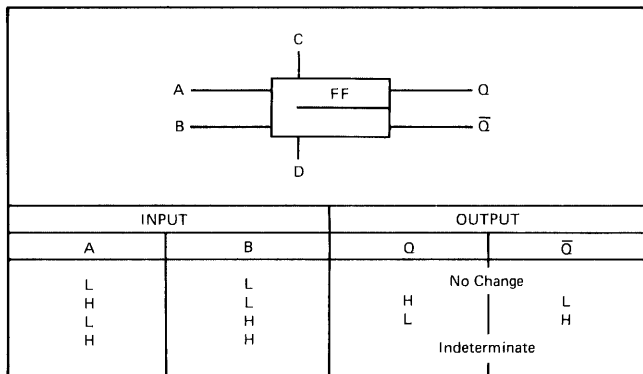 C
A FF Q
B Q̅
D
INPUT OUTPUT
A B Q Q̅
L L No Change
H L H L
L H L H
H H Indeterminate